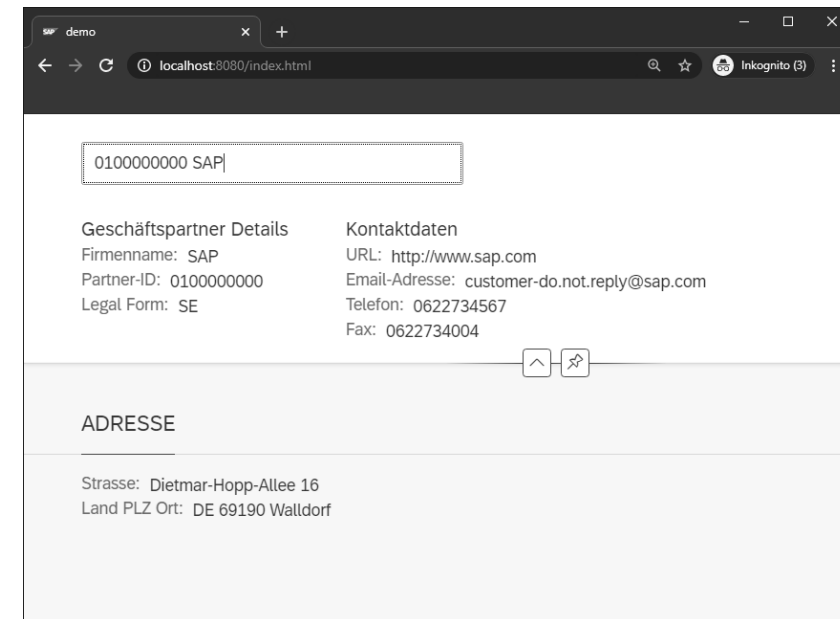 SAP demo
localhost:8080/index.html
Inkognito (3)
0100000000 SAP
Geschäftspartner Details
Firmenname: SAP
Partner-ID: 0100000000
Legal Form: SE
Kontaktdaten
URL: http://www.sap.com
Email-Adresse: customer-do.not.reply@sap.com
Telefon: 0622734567
Fax: 0622734004
ADRESSE
Strasse: Dietmar-Hopp-Allee 16
Land PLZ Ort: DE 69190 Walldorf